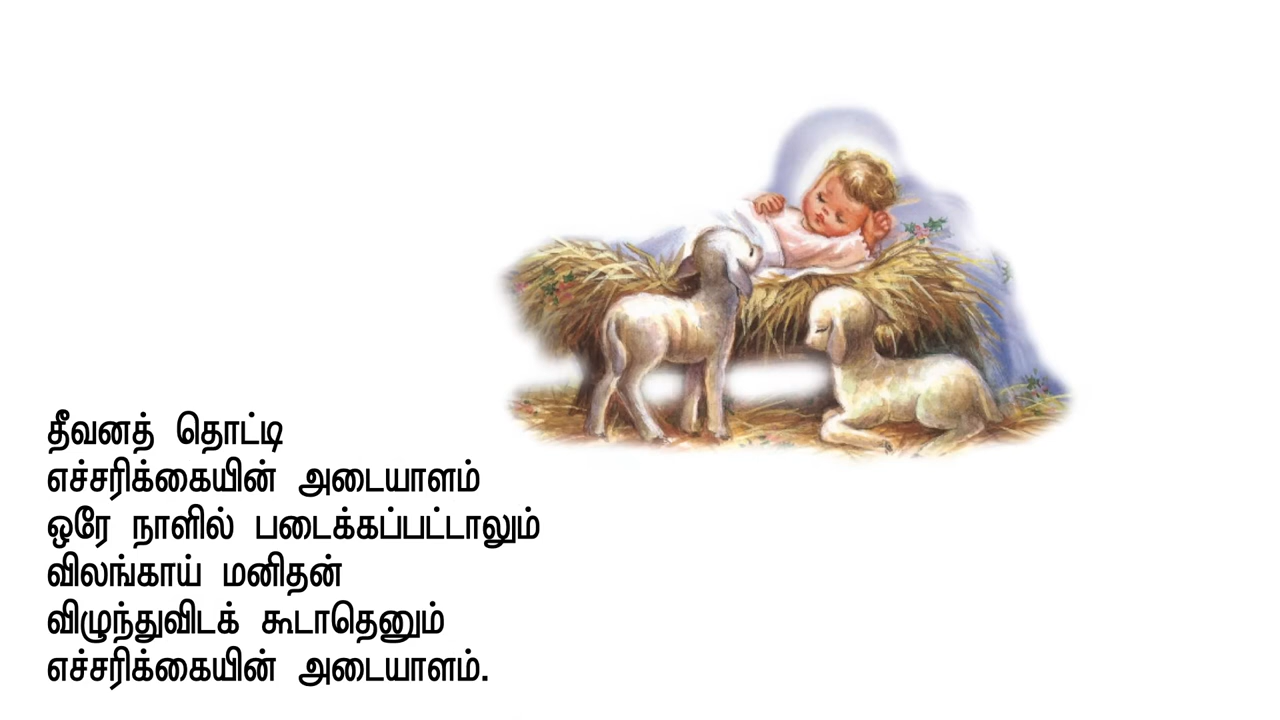 தீவனத் தொட்டி
எச்சரிக்கையின் அடையாளம்
ஒரே நாளில் படைக்கப்பட்டாலும்
விலங்காய் மனிதன்
விழுந்துவிடக் கூடாதெனும்
எச்சரிக்கையின் அடையாளம்.